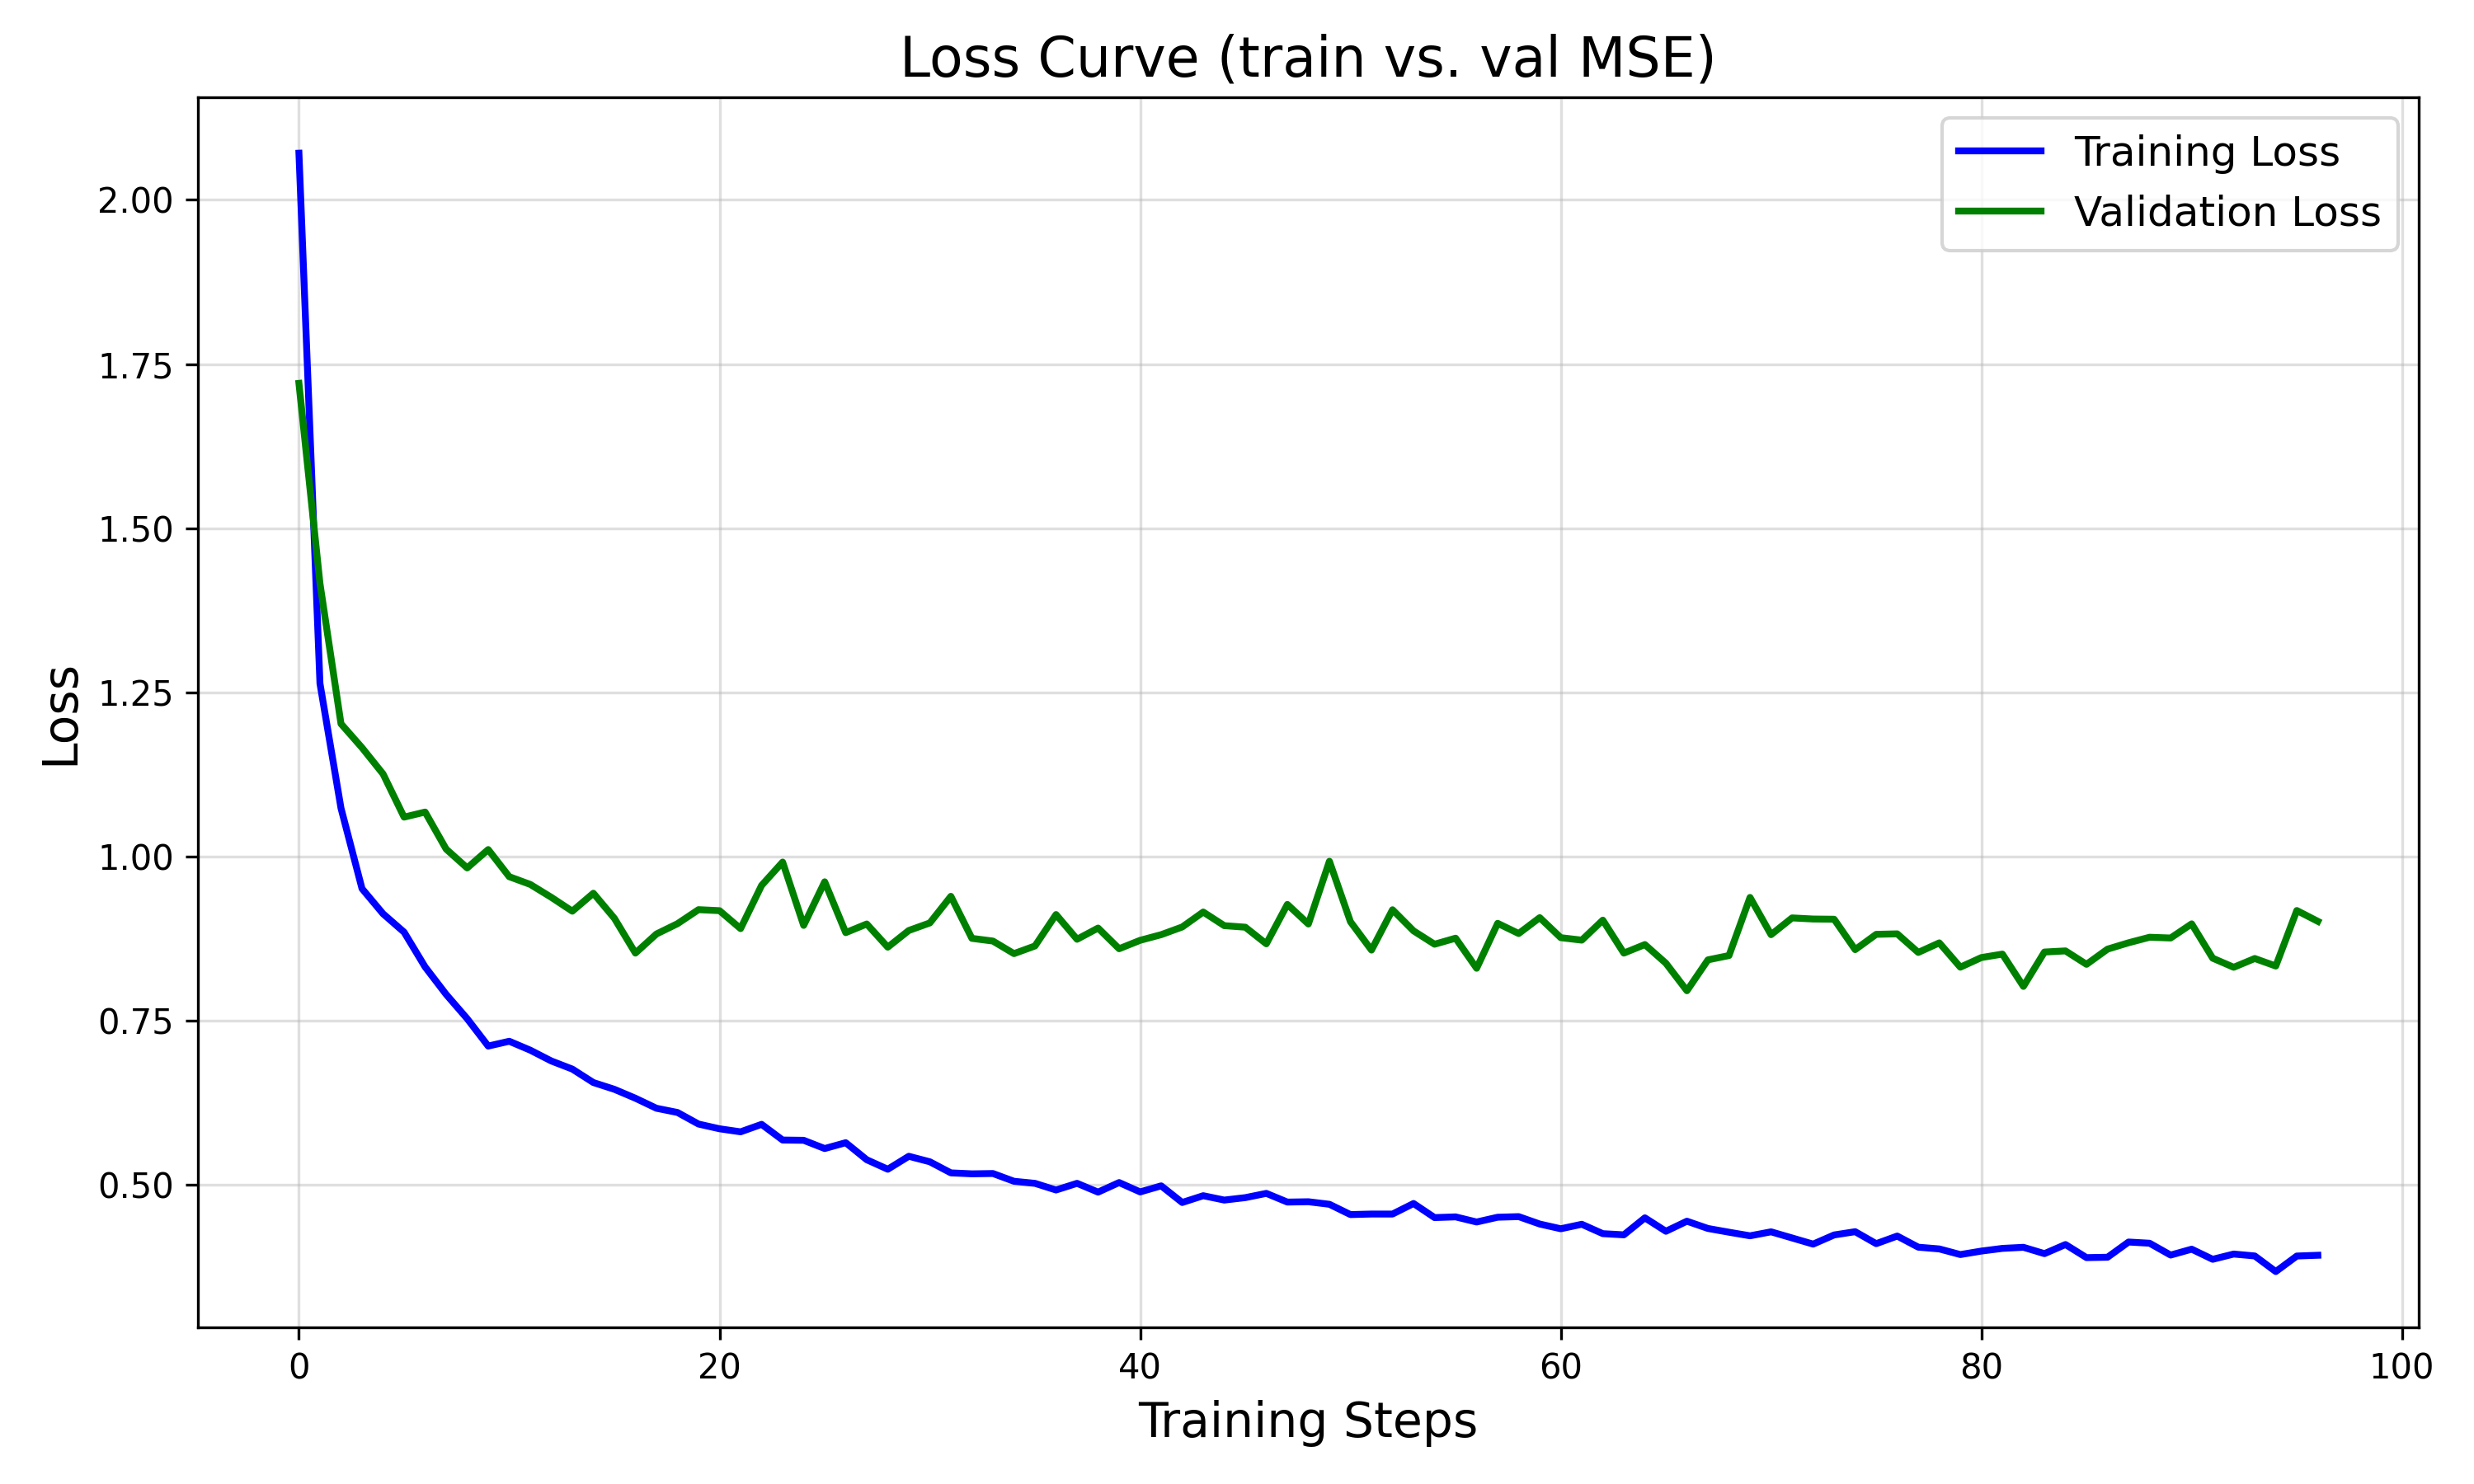 Loss Curve (train vs. val MSE)
Training Loss
Validation Loss
2.00
1.75
1.50
1.25
1.00
0.75
0.50
Loss
0 20 40 60 80 100
Training Steps